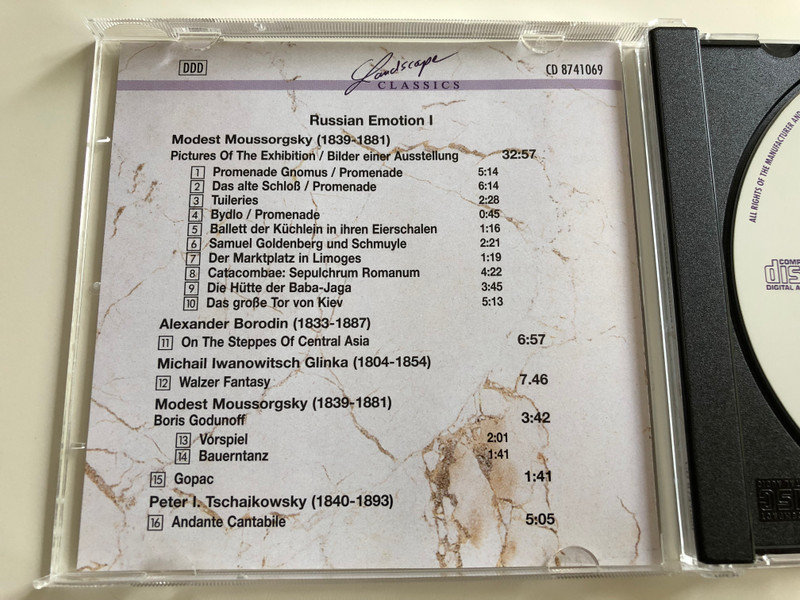 DDD
Landscape
CLASSICS
CD 8741069
Russian Emotion I
Modest Moussorgsky (1839-1881)
Pictures Of The Exhibition / Bilder einer Ausstellung 32:57
1 Promenade Gnomus / Promenade 5:14
2 Das alte Schloß / Promenade 6:14
3 Tuileries 2:28
4 Bydlo / Promenade 0:45
5 Ballett der Küchlein in ihren Eierschalen 1:16
6 Samuel Goldenberg und Schmuyle 2:21
7 Der Marktplatz in Limoges 1:19
8 Catacombae: Sepulchrum Romanum 4:22
9 Die Hütte der Baba-Jaga 3:45
10 Das große Tor von Kiev 5:13
Alexander Borodin (1833-1887)
11 On The Steppes Of Central Asia 6:57
Michail Iwanowitsch Glinka (1804-1854)
12 Walzer Fantasy 7.46
Modest Moussorgsky (1839-1881)
Boris Godunoff 3:42
13 Vorspiel 2:01
14 Bauerntanz 1:41
15 Gopac 1:41
Peter I. Tschaikowsky (1840-1893)
16 Andante Cantabile 5:05
ALL RIGHTS OF THE MANUFACTURER AND
COMP
dis
DIGITAL A